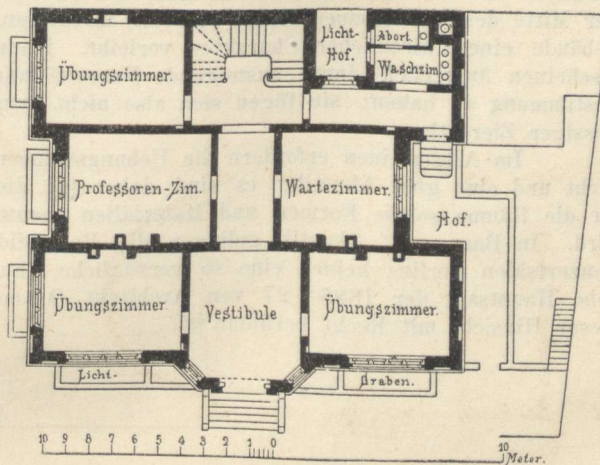 Licht-
Hof.
Abort.
Waschzim.
Übungszimmer.
Professoren-Zim.
Wartezimmer.
Hof.
Übungszimmer
Vestibule
Übungszimmer.
Licht-
Graben.
10 9 8 7 6 5 4 3 2 1 0
10
Meter.